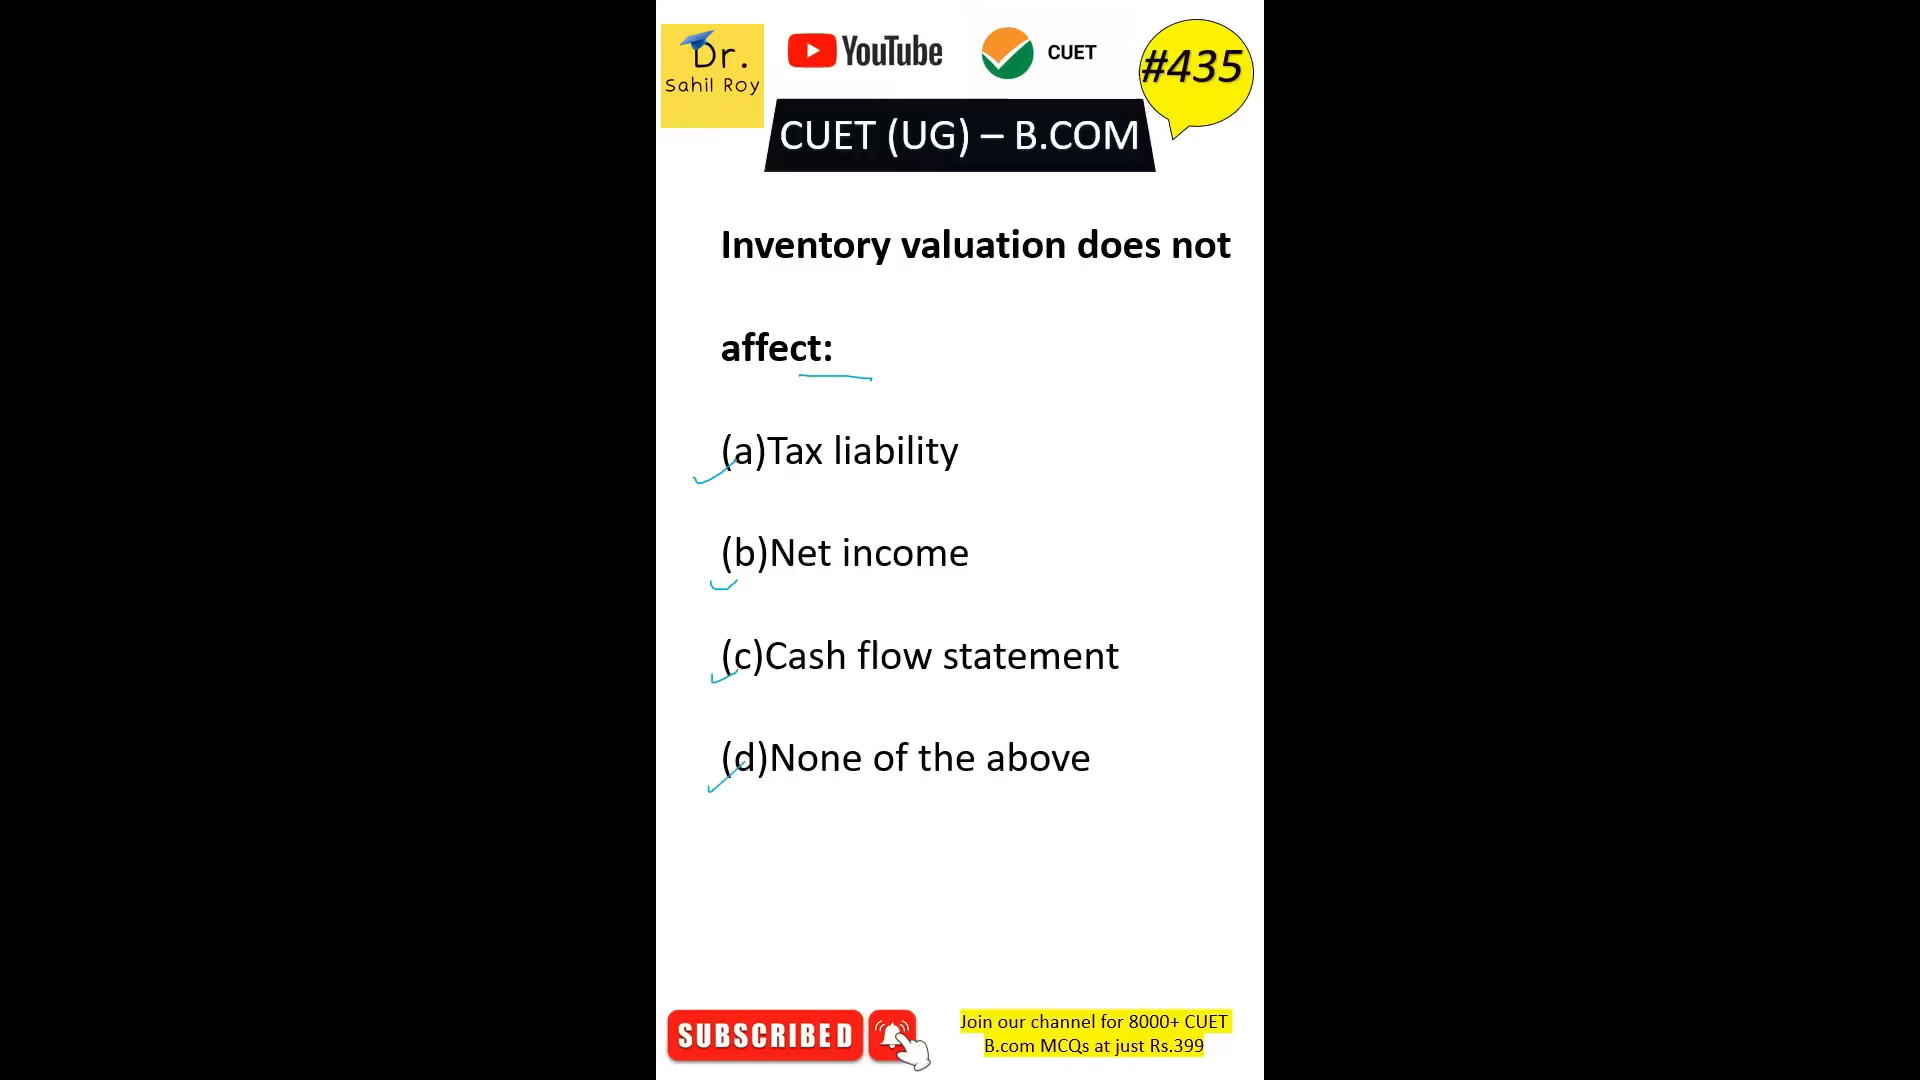 Dr.
Sahil Roy
YouTube
CUET
#435
CUET (UG) – B.COM
Inventory valuation does not
affect:
(a)Tax liability
(b)Net income
(c)Cash flow statement
(d)None of the above
SUBSCRIBED
Join our channel for 8000+ CUET
B.com MCQs at just Rs.399